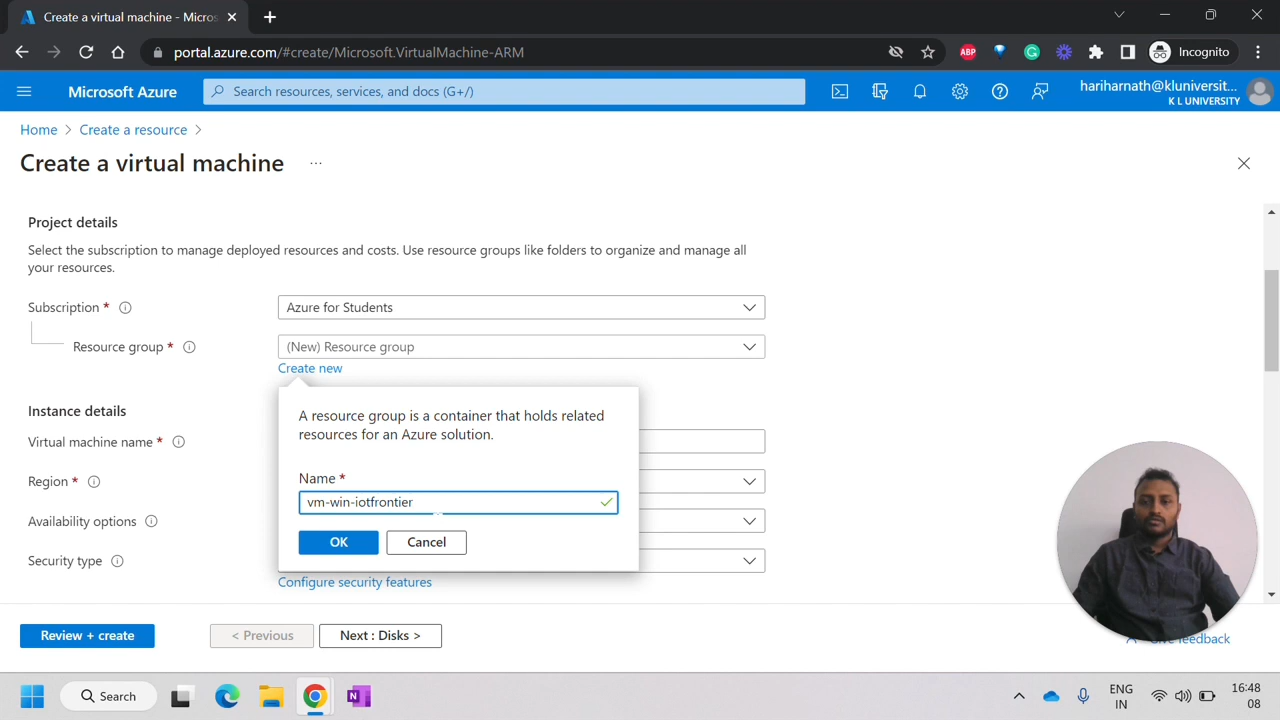 Create a virtual machine - Micros
portal.azure.com/#create/Microsoft.VirtualMachine-ARM
ABP
Incognito
Microsoft Azure
Search resources, services, and docs (G+/)
hariharnath@kluniversit...
K L UNIVERSITY
Home > Create a resource >
Create a virtual machine ...
Project details
Select the subscription to manage deployed resources and costs. Use resource groups like folders to organize and manage all
your resources.
Subscription *
Azure for Students
Resource group *
(New) Resource group
Create new
A resource group is a container that holds related
resources for an Azure solution.
Name *
vm-win-iotfrontier
OK
Cancel
Instance details
Virtual machine name *
Region *
Availability options
Security type
Configure security features
Review + create
< Previous
Next : Disks >
feedback
Search
ENG
IN
16:48
08